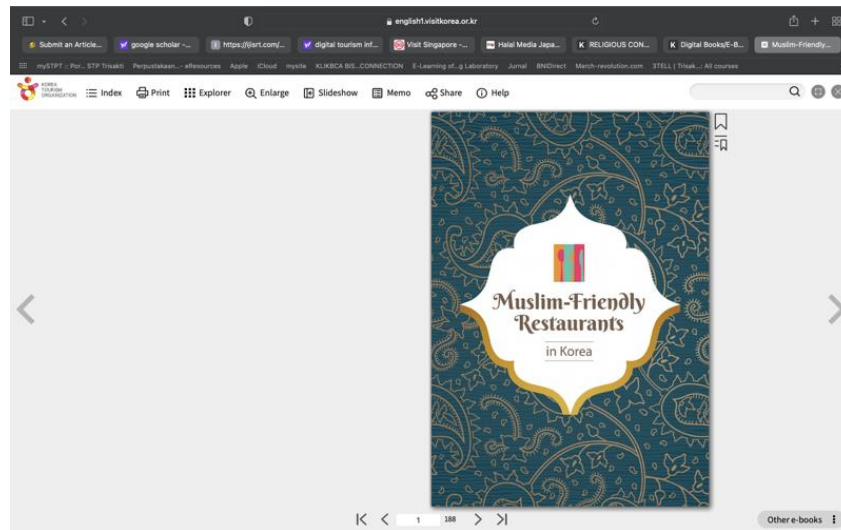 english1.visitkorea.or.kr
Submit an Article...
google scholar -...
https://ijisrt.com/...
digital tourism inf...
Visit Singapore -...
Halal Media Japa...
RELIGIOUS CON...
Digital Books/E-B...
Muslim-Friendly...
mySTPT :: Por... STP Trisakti
Perpustakaan...- eResources
Apple
iCloud
mysite
KLIKBCA BIS...CONNECTION
E-Learning of...g Laboratory
Jurnal
BNIDirect
March-revolution.com
3TELL | Trisak...: All courses
KOREA
TOURISM
ORGANIZATION
Index
Print
Explorer
Enlarge
Slideshow
Memo
Share
Help
Muslim-Friendly
Restaurants
in Korea
1 188
Other e-books